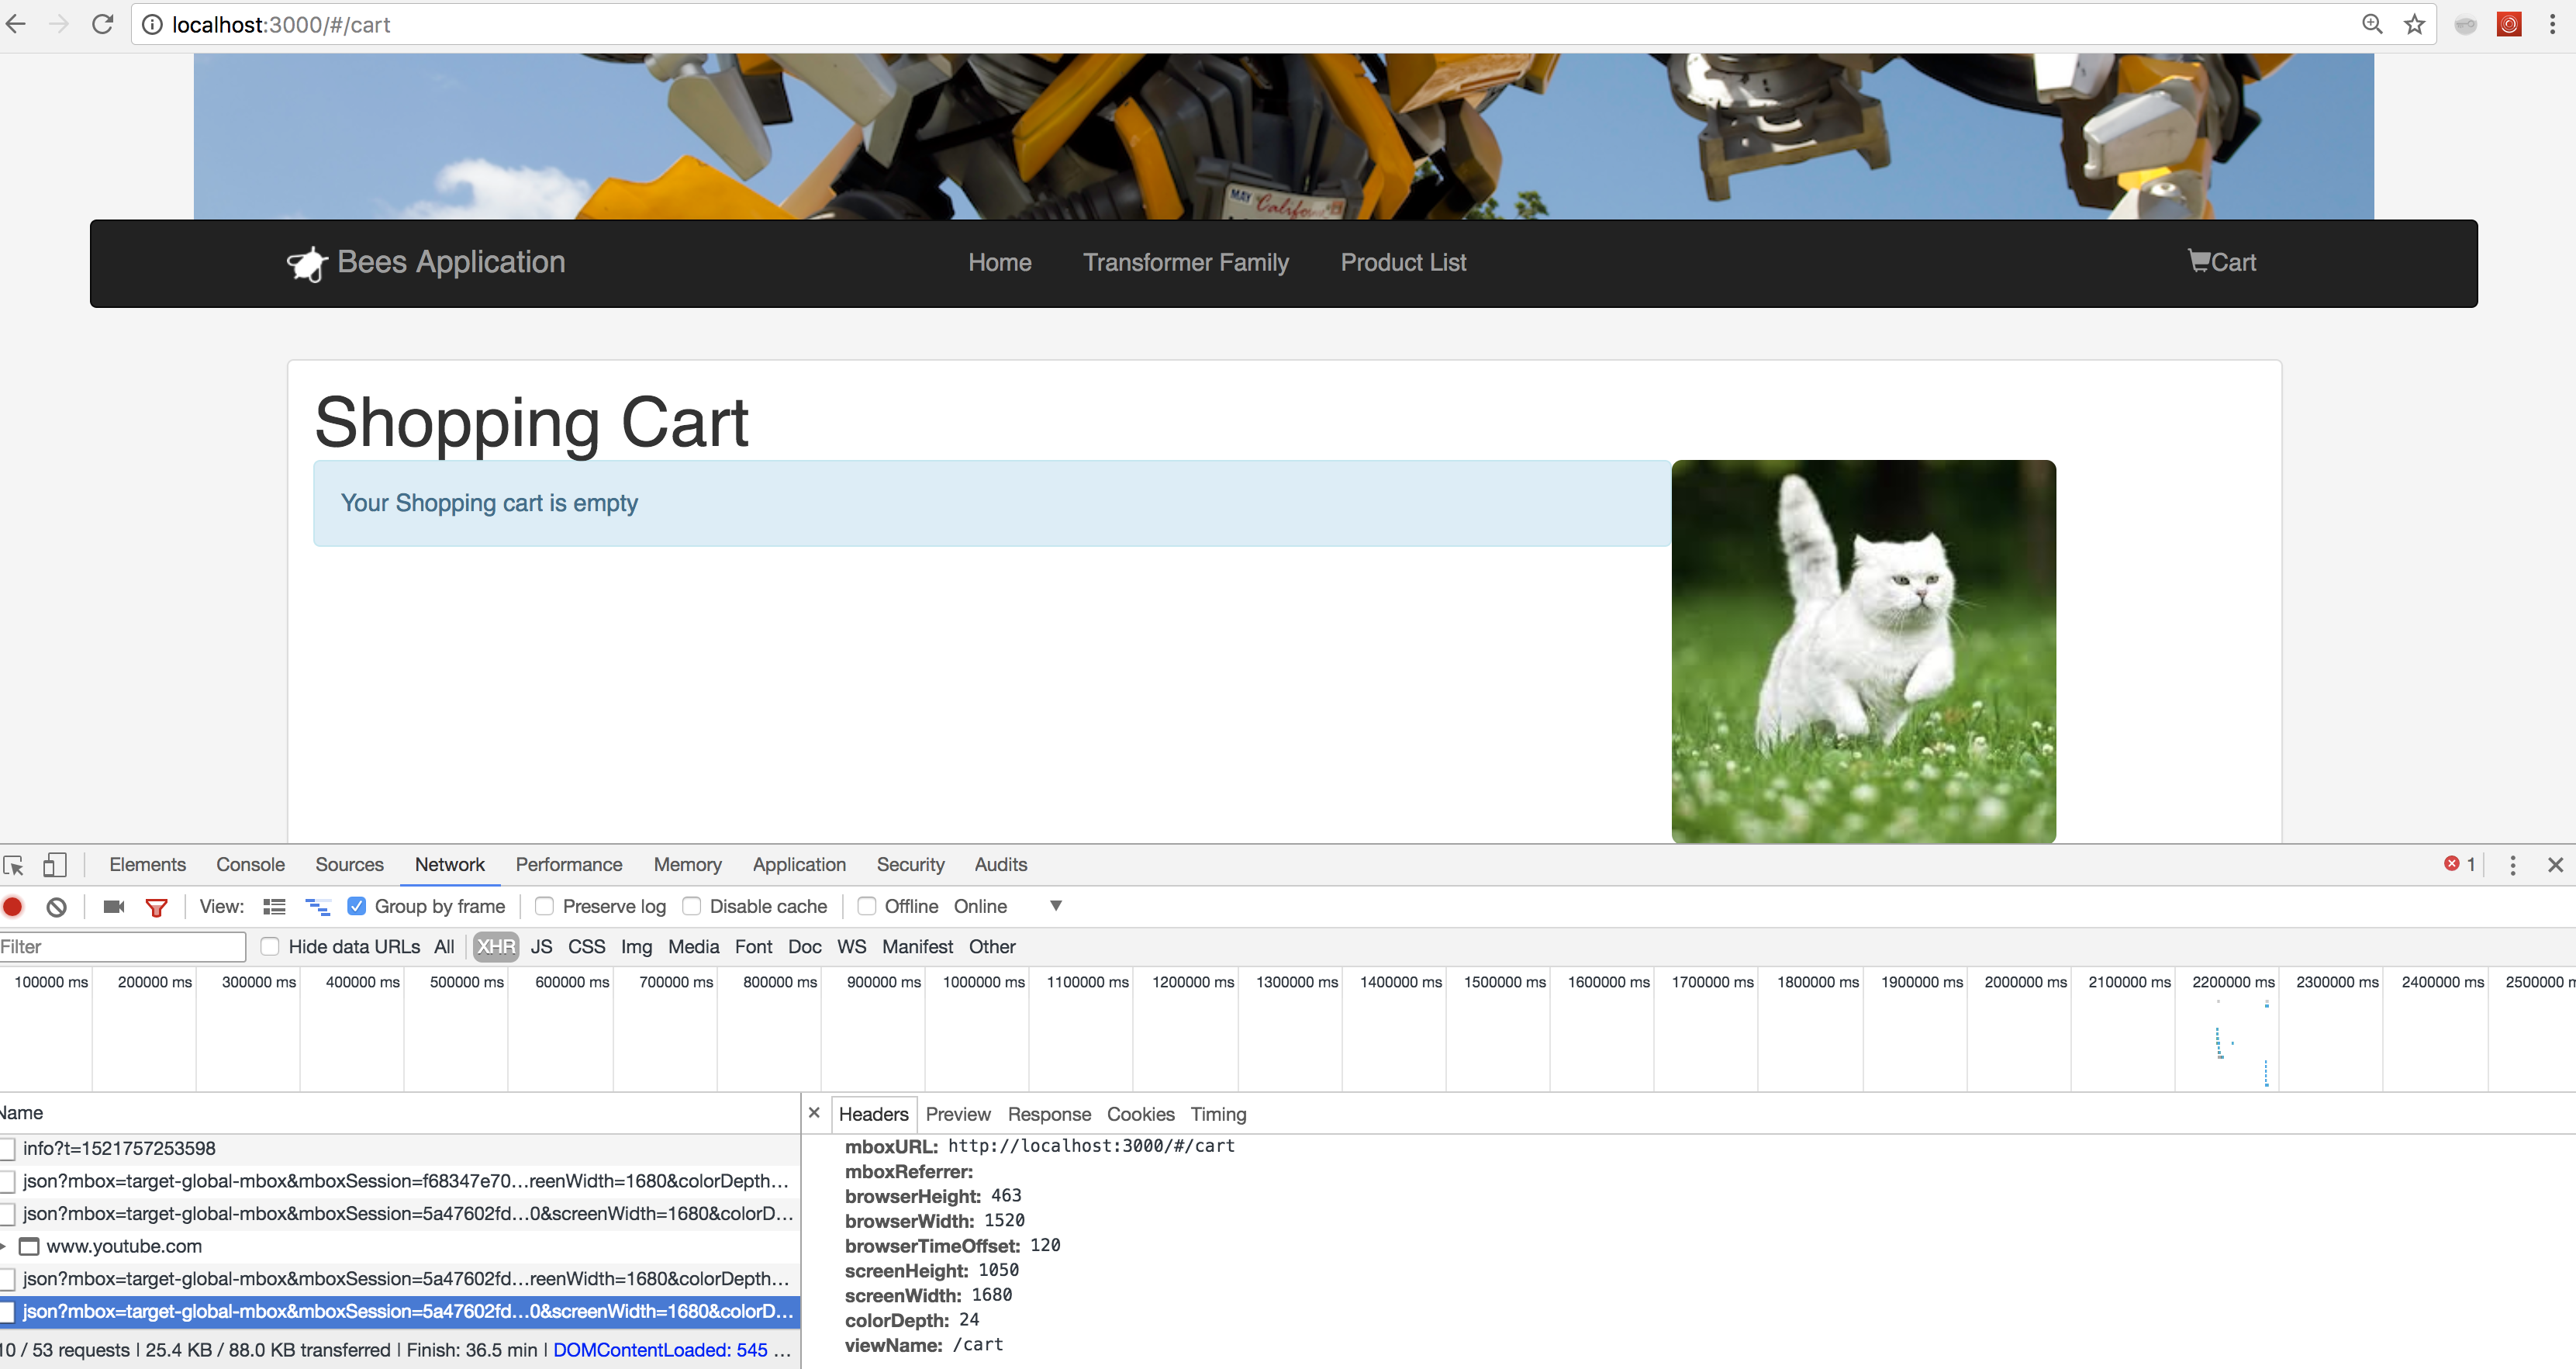 localhost:3000/#/cart
MAY Califo
Bees Application Home Transformer Family Product List Cart
Shopping Cart
Your Shopping cart is empty
Elements Console Sources Network Performance Memory Application Security Audits 1
View: Group by frame Preserve log Disable cache Offline Online
Filter Hide data URLs All XHR JS CSS Img Media Font Doc WS Manifest Other
100000 ms 200000 ms 300000 ms 400000 ms 500000 ms 600000 ms 700000 ms 800000 ms 900000 ms 1000000 ms 1100000 ms 1200000 ms 1300000 ms 1400000 ms 1500000 ms 1600000 ms 1700000 ms 1800000 ms 1900000 ms 2000000 ms 2100000 ms 2200000 ms 2300000 ms 2400000 ms 2500000 m
Name
Headers Preview Response Cookies Timing
info?t=1521757253598
json?mbox=target-global-mbox&mboxSession=f68347e70…reenWidth=1680&colorDepth…
json?mbox=target-global-mbox&mboxSession=5a47602fd…0&screenWidth=1680&colorD…
www.youtube.com
json?mbox=target-global-mbox&mboxSession=5a47602fd…reenWidth=1680&colorDepth…
json?mbox=target-global-mbox&mboxSession=5a47602fd…0&screenWidth=1680&colorD…
10 / 53 requests | 25.4 KB / 88.0 KB transferred | Finish: 36.5 min | DOMContentLoaded: 545 …
mboxURL: http://localhost:3000/#/cart
mboxReferrer:
browserHeight: 463
browserWidth: 1520
browserTimeOffset: 120
screenHeight: 1050
screenWidth: 1680
colorDepth: 24
viewName: /cart